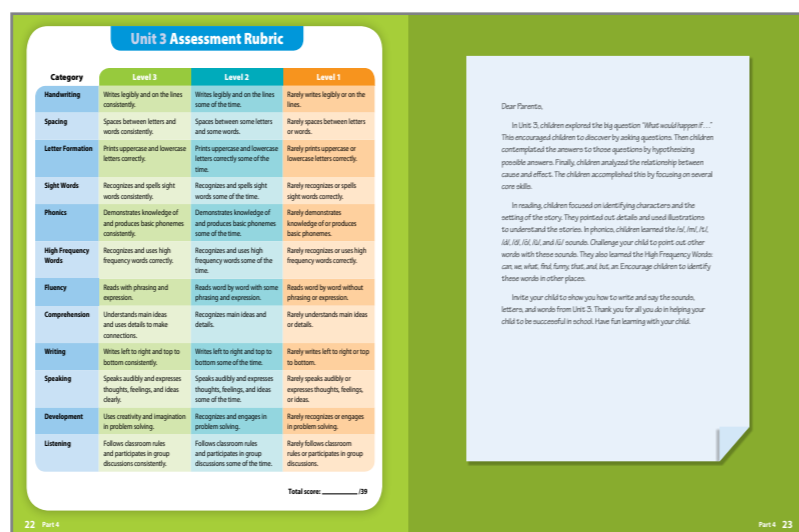 Unit 3 Assessment Rubric
Category Level 3 Level 2 Level 1
Handwriting
Writes legibly and on the lines
consistently.
Writes legibly and on the lines
some of the time.
Rarely writes legibly or on the
lines.
Spacing
Spaces between letters and
words consistently.
Spaces between some letters
and some words.
Rarely spaces between letters
or words.
Letter Formation
Prints uppercase and lowercase
letters correctly.
Prints uppercase and lowercase
letters correctly some of the
time.
Rarely prints uppercase or
lowercase letters correctly.
Sight Words
Recognizes and spells sight
words consistently.
Recognizes and spells sight
words some of the time.
Rarely recognizes or spells
sight words correctly.
Phonics
Demonstrates knowledge of
and produces basic phonemes
consistently.
Demonstrates knowledge of
and produces basic phonemes
some of the time.
Rarely demonstrates
knowledge of or produces
basic phonemes.
High Frequency
Words
Recognizes and uses high
frequency words correctly.
Recognizes and uses high
frequency words some of the
time.
Rarely recognizes or uses high
frequency words correctly.
Fluency
Reads with phrasing and
expression.
Reads word by word with some
phrasing and expression.
Reads word by word without
phrasing or expression.
Comprehension
Understands main ideas
and uses details to make
connections.
Recognizes main ideas and
details.
Rarely understands main ideas
or details.
Writing
Writes left to right and top to
bottom consistently.
Writes left to right and top to
bottom some of the time.
Rarely writes left to right or top
to bottom.
Speaking
Speaks audibly and expresses
thoughts, feelings, and ideas
clearly.
Speaks audibly and expresses
thoughts, feelings, and ideas
some of the time.
Rarely speaks audibly or
expresses thoughts, feelings,
or ideas.
Development
Uses creativity and imagination
in problem solving.
Recognizes and engages in
problem solving.
Rarely recognizes or engages
in problem solving.
Listening
Follows classroom rules
and participates in group
discussions consistently.
Follows classroom rules
and participates in group
discussions some of the time.
Rarely follows classroom
rules or participates in group
discussions.
Total score: ________ /39
22 Part 4
Dear Parents,
In Unit 3, children explored the big question "What would happen if . . ."
This encouraged children to discover by asking questions. Then children
contemplated the answers to those questions by hypothesizing
possible answers. Finally, children analyzed the relationship between
cause and effect. The children accomplished this by focusing on several
core skills.
In reading, children focused on identifying characters and the
setting of the story. They pointed out details and used illustrations
to understand the stories. In phonics, children learned the /s/, /m/, /t/,
sounds. Challenge your child to point out other
words with these sounds. They also learned the High Frequency Words:
can, we, what, find, funny, that, and, but, an. Encourage children to identify
these words in other places.
Invite your child to show you how to write and say the sounds,
letters, and words from Unit 3. Thank you for all you do in helping your
child to be successful in school. Have fun learning with your child.
Part 4 23